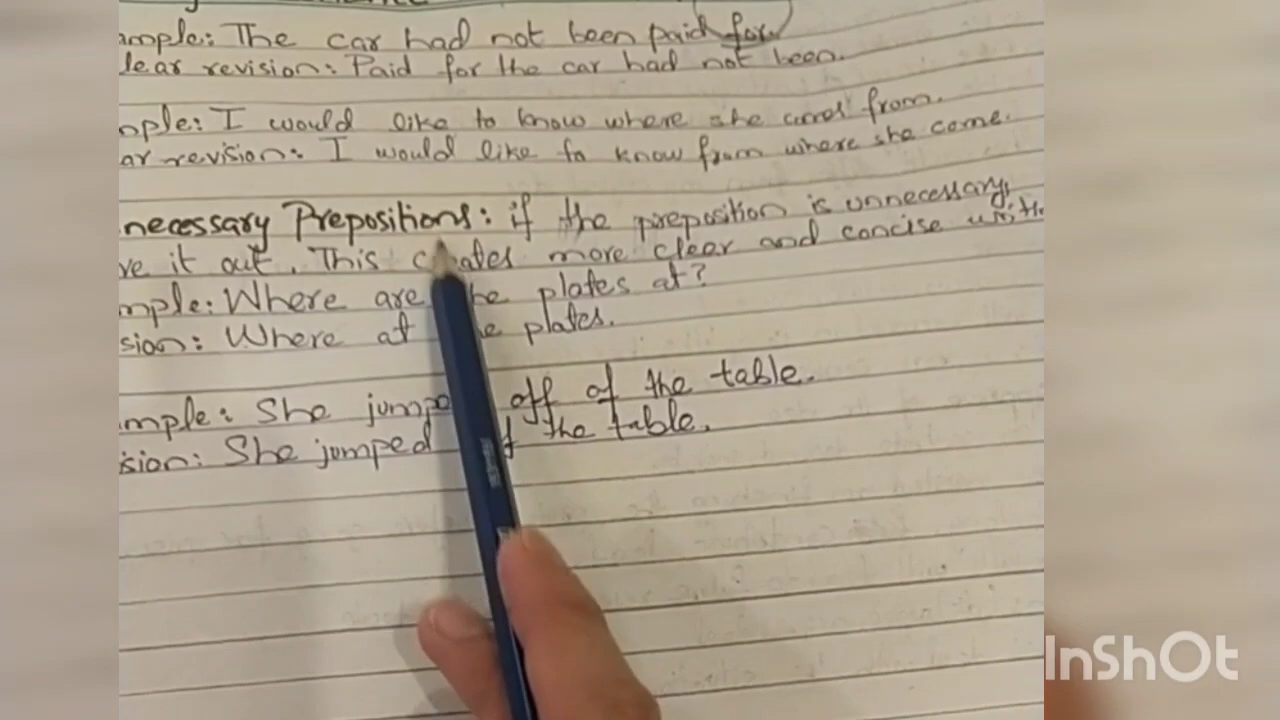 ample: The car had not been paid for
lear revision: Paid for the car had not been.
mple: I would like to know where she comes from.
ar revision: I would like to know from where she come.
necessary Prepositions: if the preposition is unnecessary,
ve it out. This creates more clear and concise writ
mple: Where are the plates at?
sion: Where at the plates.
mple: She jumped off of the table.
ision: She jumped the table.
InShOt